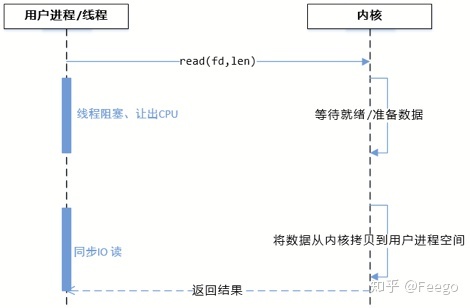 用户进程/线程
内核
read(fd,len)
线程阻塞、让出CPU
等待就绪/准备数据
同步IO 读
将数据从内核拷贝到用户进程空间
返回结果
知乎 @Feego